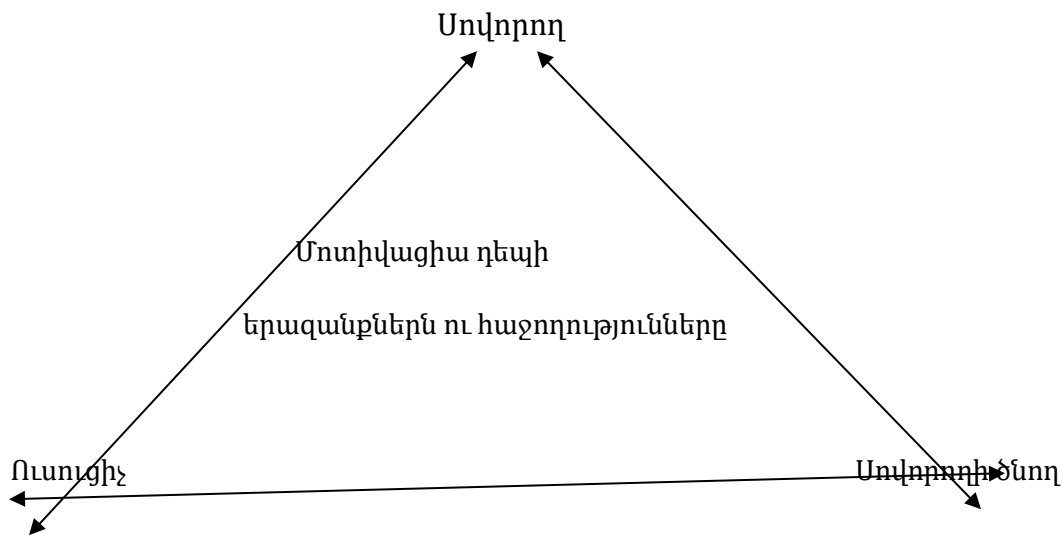 Սովորող
Մոտիվացիա դեպի
երազանքներն ու հաջողությունները
Ուսուցիչ
Սովորողի ծնող